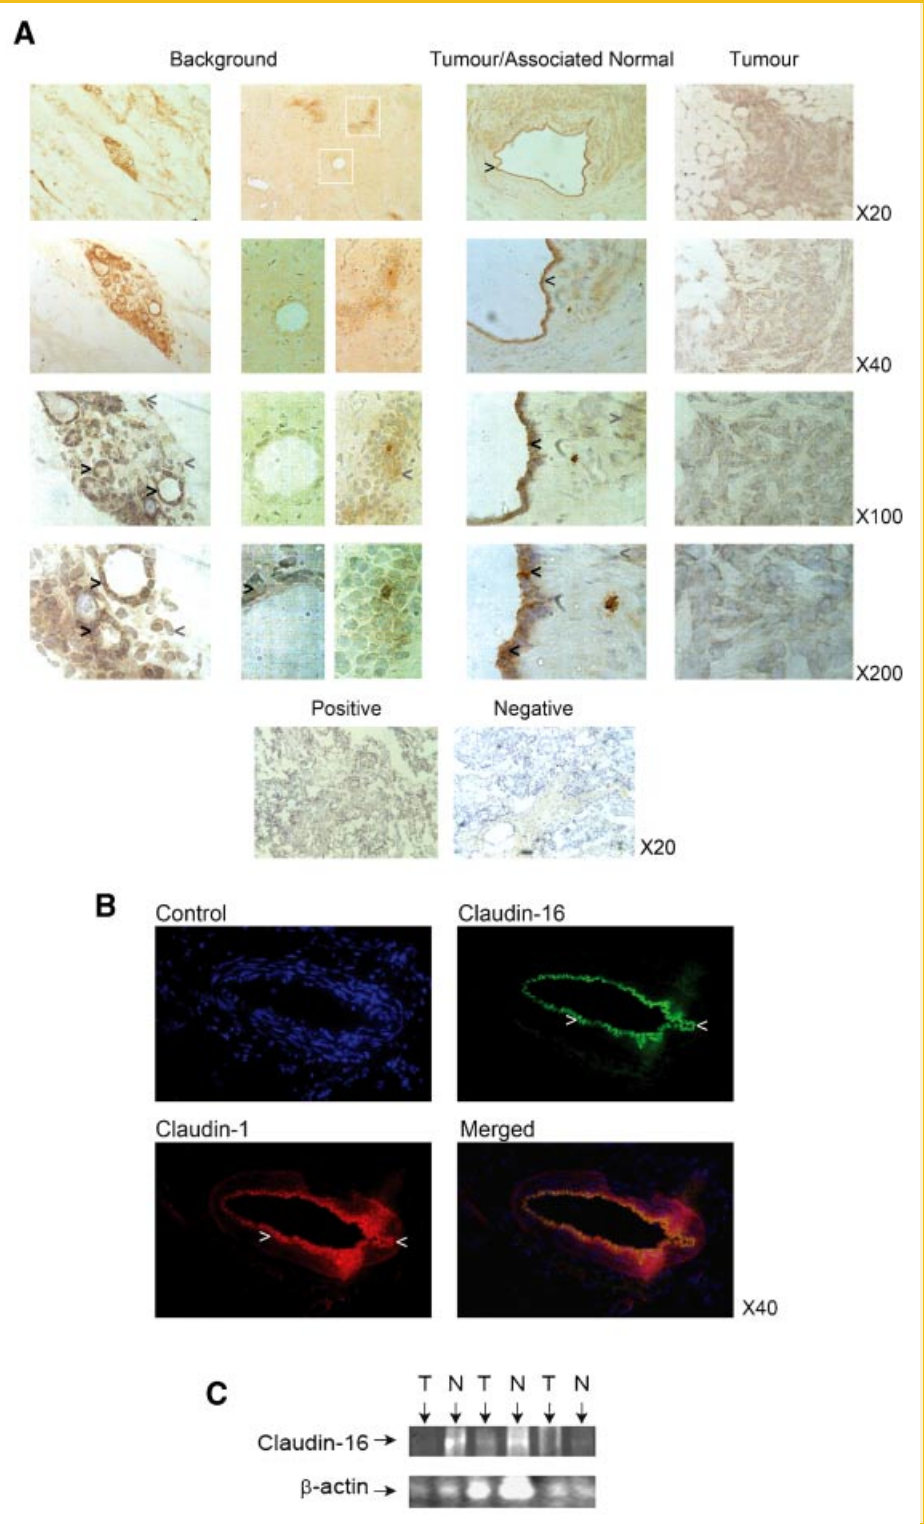 A
Background Tumour/Associated Normal Tumour
X20
X40
X100
X200
Positive Negative
X20
B
Control Claudin-16
Claudin-1 Merged
X40
C
T N T N T N
Claudin-16
β-actin